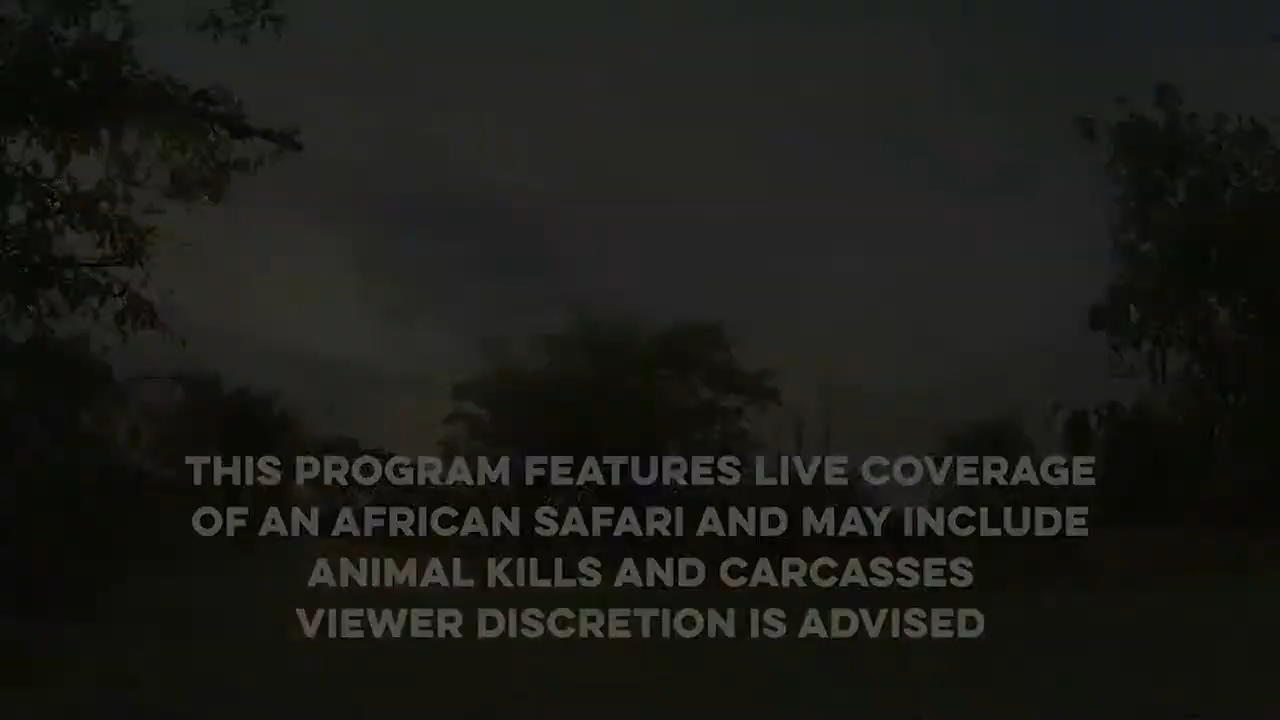 THIS PROGRAM FEATURES LIVE COVERAGE
OF AN AFRICAN SAFARI AND MAY INCLUDE
ANIMAL KILLS AND CARCASSES
VIEWER DISCRETION IS ADVISED